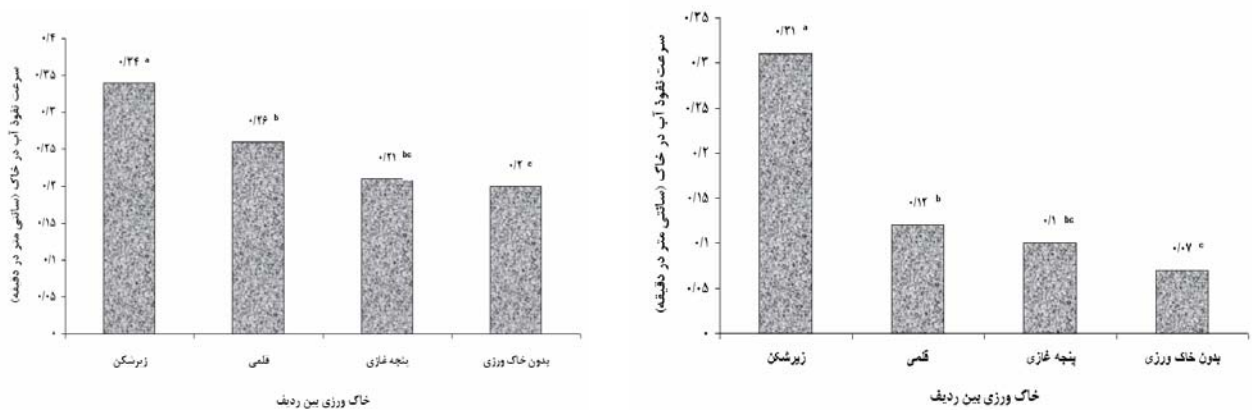 سرعت نفوذ آب در خاک (سانتی متر در دقیقه)
۰/۴
۰/۳۵
۰/۳
۰/۲۵
۰/۲
۰/۱۵
۰/۱
۰/۰۵
۰
۰/۳۴ a
۰/۲۶ b
۰/۲۱ bc
۰/۲ c
زیرشکن
قلمی
پنجه غازی
بدون خاک ورزی
خاک ورزی بین ردیف
سرعت نفوذ آب در خاک (سانتی متر در دقیقه)
۰/۳۵
۰/۳
۰/۲۵
۰/۲
۰/۱۵
۰/۱
۰/۰۵
۰
۰/۳۱ a
۰/۱۲ b
۰/۱ bc
۰/۰۷ c
زیرشکن
قلمی
پنجه غازی
بدون خاک ورزی
خاک ورزی بین ردیف